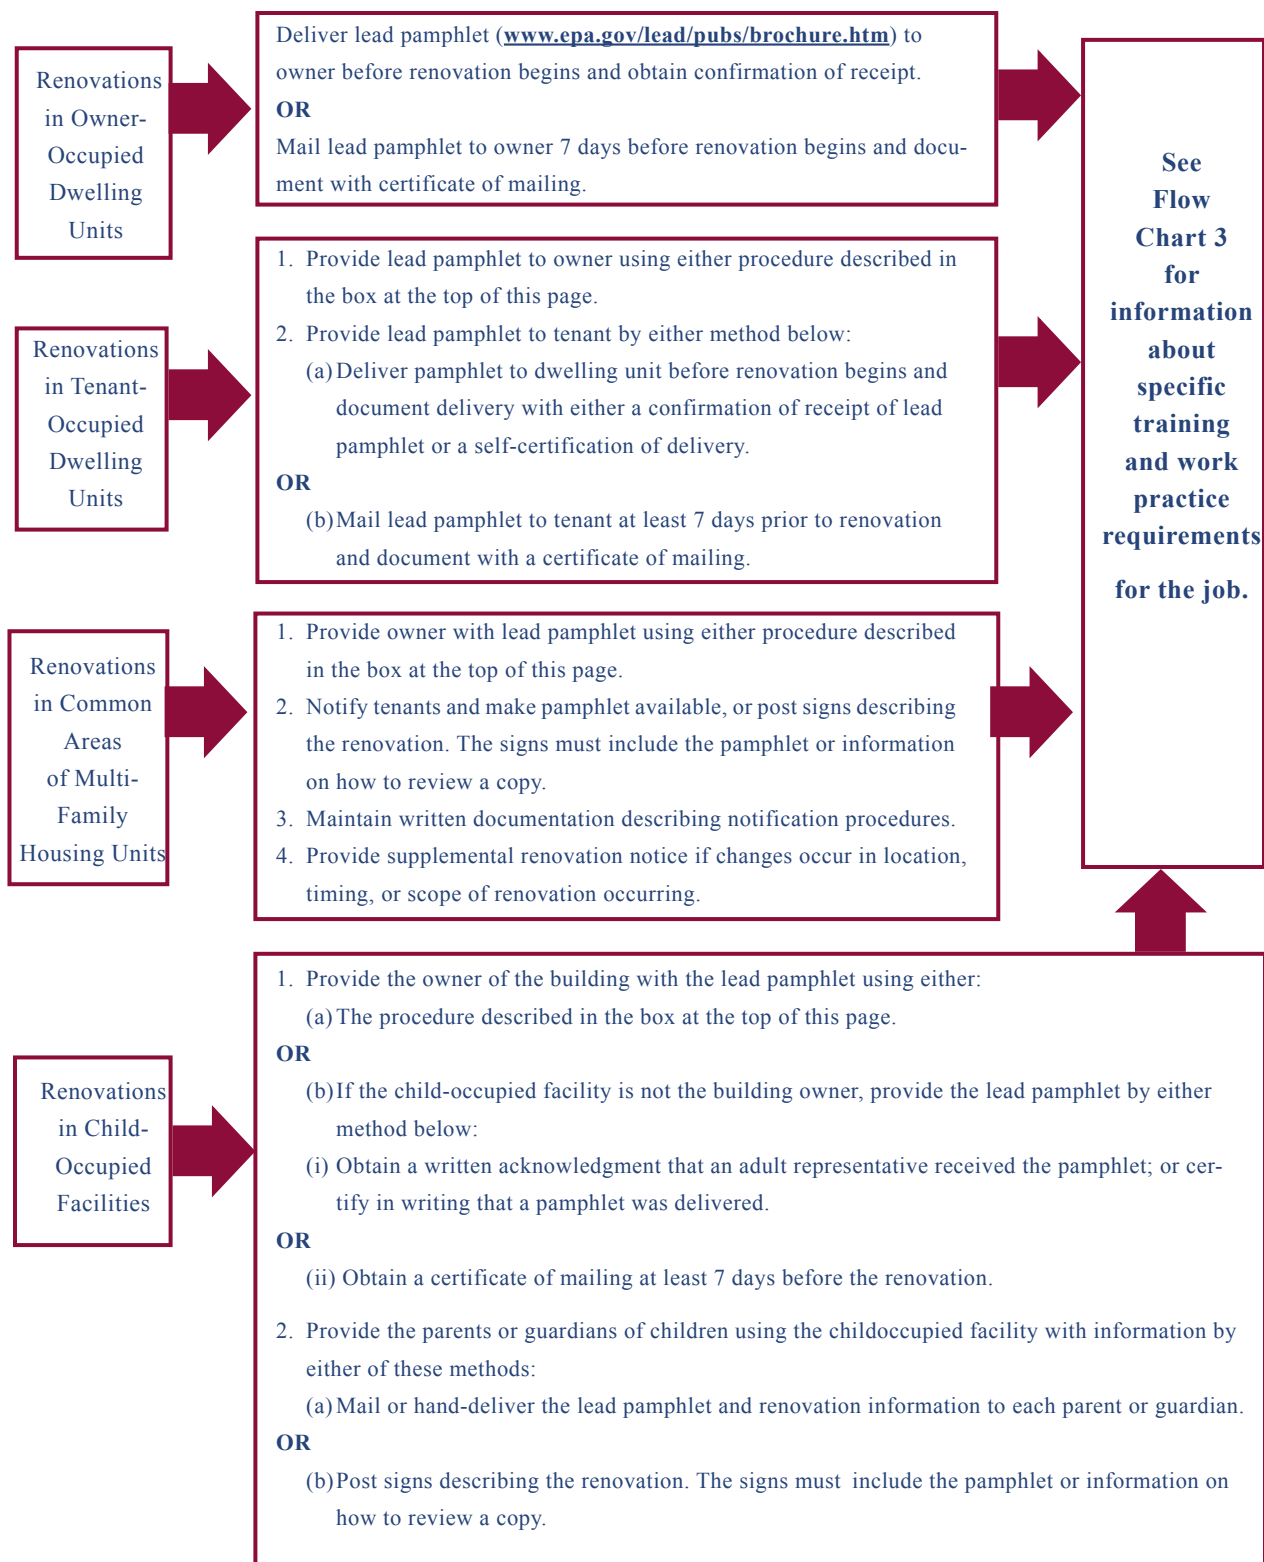 Renovations
in Owner-
Occupied
Dwelling
Units
Deliver lead pamphlet (www.epa.gov/lead/pubs/brochure.htm) to
owner before renovation begins and obtain confirmation of receipt.
OR
Mail lead pamphlet to owner 7 days before renovation begins and docu-
ment with certificate of mailing.
Renovations
in Tenant-
Occupied
Dwelling
Units
1. Provide lead pamphlet to owner using either procedure described in
the box at the top of this page.
2. Provide lead pamphlet to tenant by either method below:
(a) Deliver pamphlet to dwelling unit before renovation begins and
document delivery with either a confirmation of receipt of lead
pamphlet or a self-certification of delivery.
OR
(b) Mail lead pamphlet to tenant at least 7 days prior to renovation
and document with a certificate of mailing.
Renovations
in Common
Areas
of Multi-
Family
Housing Units
1. Provide owner with lead pamphlet using either procedure described
in the box at the top of this page.
2. Notify tenants and make pamphlet available, or post signs describing
the renovation. The signs must include the pamphlet or information
on how to review a copy.
3. Maintain written documentation describing notification procedures.
4. Provide supplemental renovation notice if changes occur in location,
timing, or scope of renovation occurring.
Renovations
in Child-
Occupied
Facilities
1. Provide the owner of the building with the lead pamphlet using either:
(a) The procedure described in the box at the top of this page.
OR
(b) If the child-occupied facility is not the building owner, provide the lead pamphlet by either
method below:
(i) Obtain a written acknowledgment that an adult representative received the pamphlet; or cer-
tify in writing that a pamphlet was delivered.
OR
(ii) Obtain a certificate of mailing at least 7 days before the renovation.
2. Provide the parents or guardians of children using the childoccupied facility with information by
either of these methods:
(a) Mail or hand-deliver the lead pamphlet and renovation information to each parent or guardian.
OR
(b) Post signs describing the renovation. The signs must include the pamphlet or information on
how to review a copy.
See
Flow
Chart 3
for
information
about
specific
training
and work
practice
requirements
for the job.